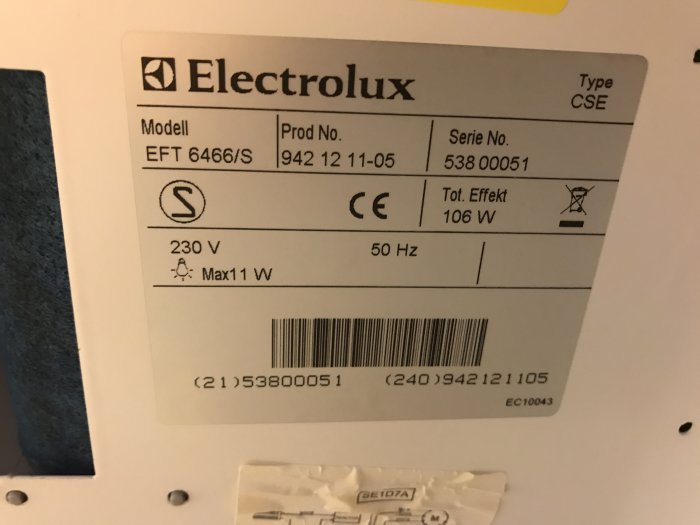 Electrolux
Type
CSE
Modell
EFT 6466/S
Prod No.
942 12 11-05
Serie No.
538 00051
S
CE
Tot. Effekt
106 W
230 V
50 Hz
Max11 W
(21)53800051 (240)942121105
EC10043
SE1D7A
M